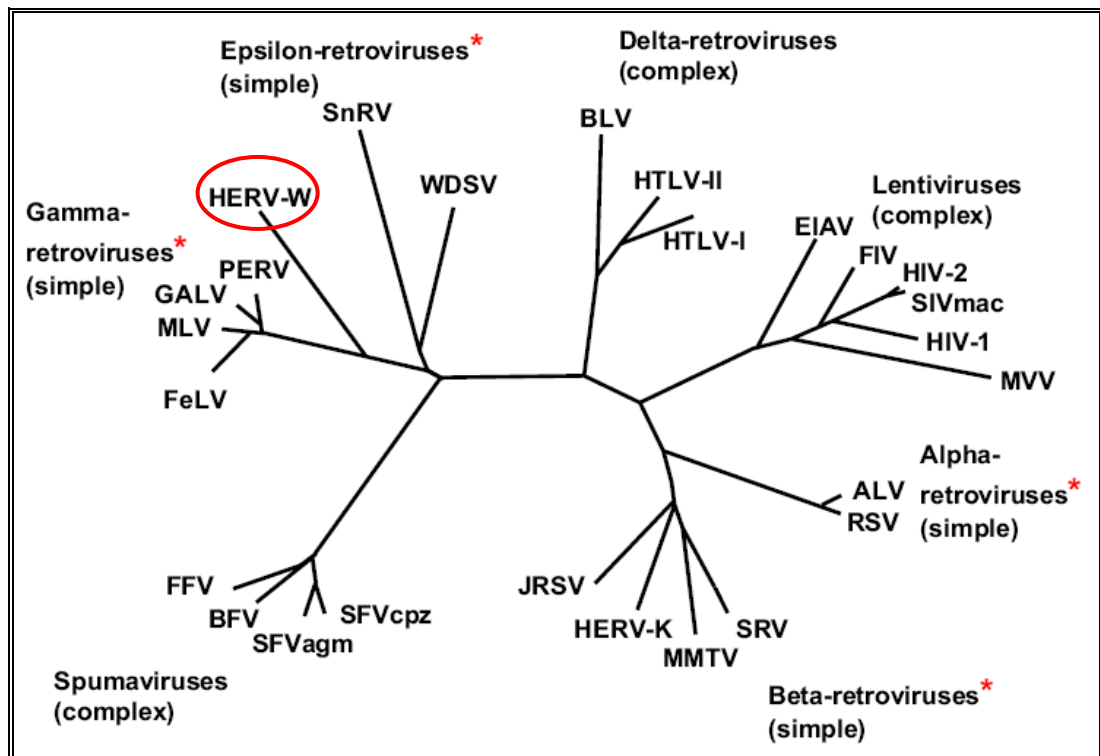 Epsilon-retroviruses*
(simple)
SnRV
WDSV
Delta-retroviruses
(complex)
BLV
HTLV-II
HTLV-I
Lentiviruses
(complex)
EIAV
FIV
HIV-2
SIVmac
HIV-1
MVV
HERV-W
Gamma-
retroviruses*
(simple)
PERV
GALV
MLV
FeLV
Alpha-
retroviruses*
(simple)
ALV
RSV
FFV
BFV
SFVagm
SFVcpz
Spumaviruses
(complex)
JRSV
HERV-K
MMTV
SRV
Beta-retroviruses*
(simple)